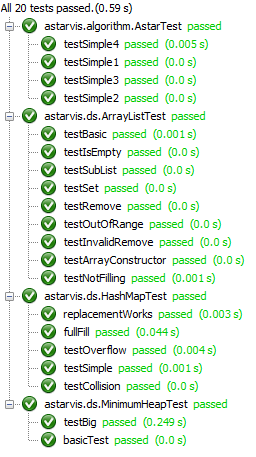 All 20 tests passed.(0.59 s)
astarvis.algorithm.AstarTest passed
testSimple4 passed (0.005 s)
testSimple1 passed (0.0 s)
testSimple3 passed (0.0 s)
testSimple2 passed (0.0 s)
astarvis.ds.ArrayListTest passed
testBasic passed (0.001 s)
testIsEmpty passed (0.0 s)
testSubList passed (0.0 s)
testSet passed (0.0 s)
testRemove passed (0.0 s)
testOutOfRange passed (0.0 s)
testInvalidRemove passed (0.0 s)
testArrayConstructor passed (0.0 s)
testNotFilling passed (0.001 s)
astarvis.ds.HashMapTest passed
replacementWorks passed (0.003 s)
fullFill passed (0.044 s)
testOverflow passed (0.004 s)
testSimple passed (0.001 s)
testCollision passed (0.0 s)
astarvis.ds.MinimumHeapTest passed
testBig passed (0.249 s)
basicTest passed (0.0 s)